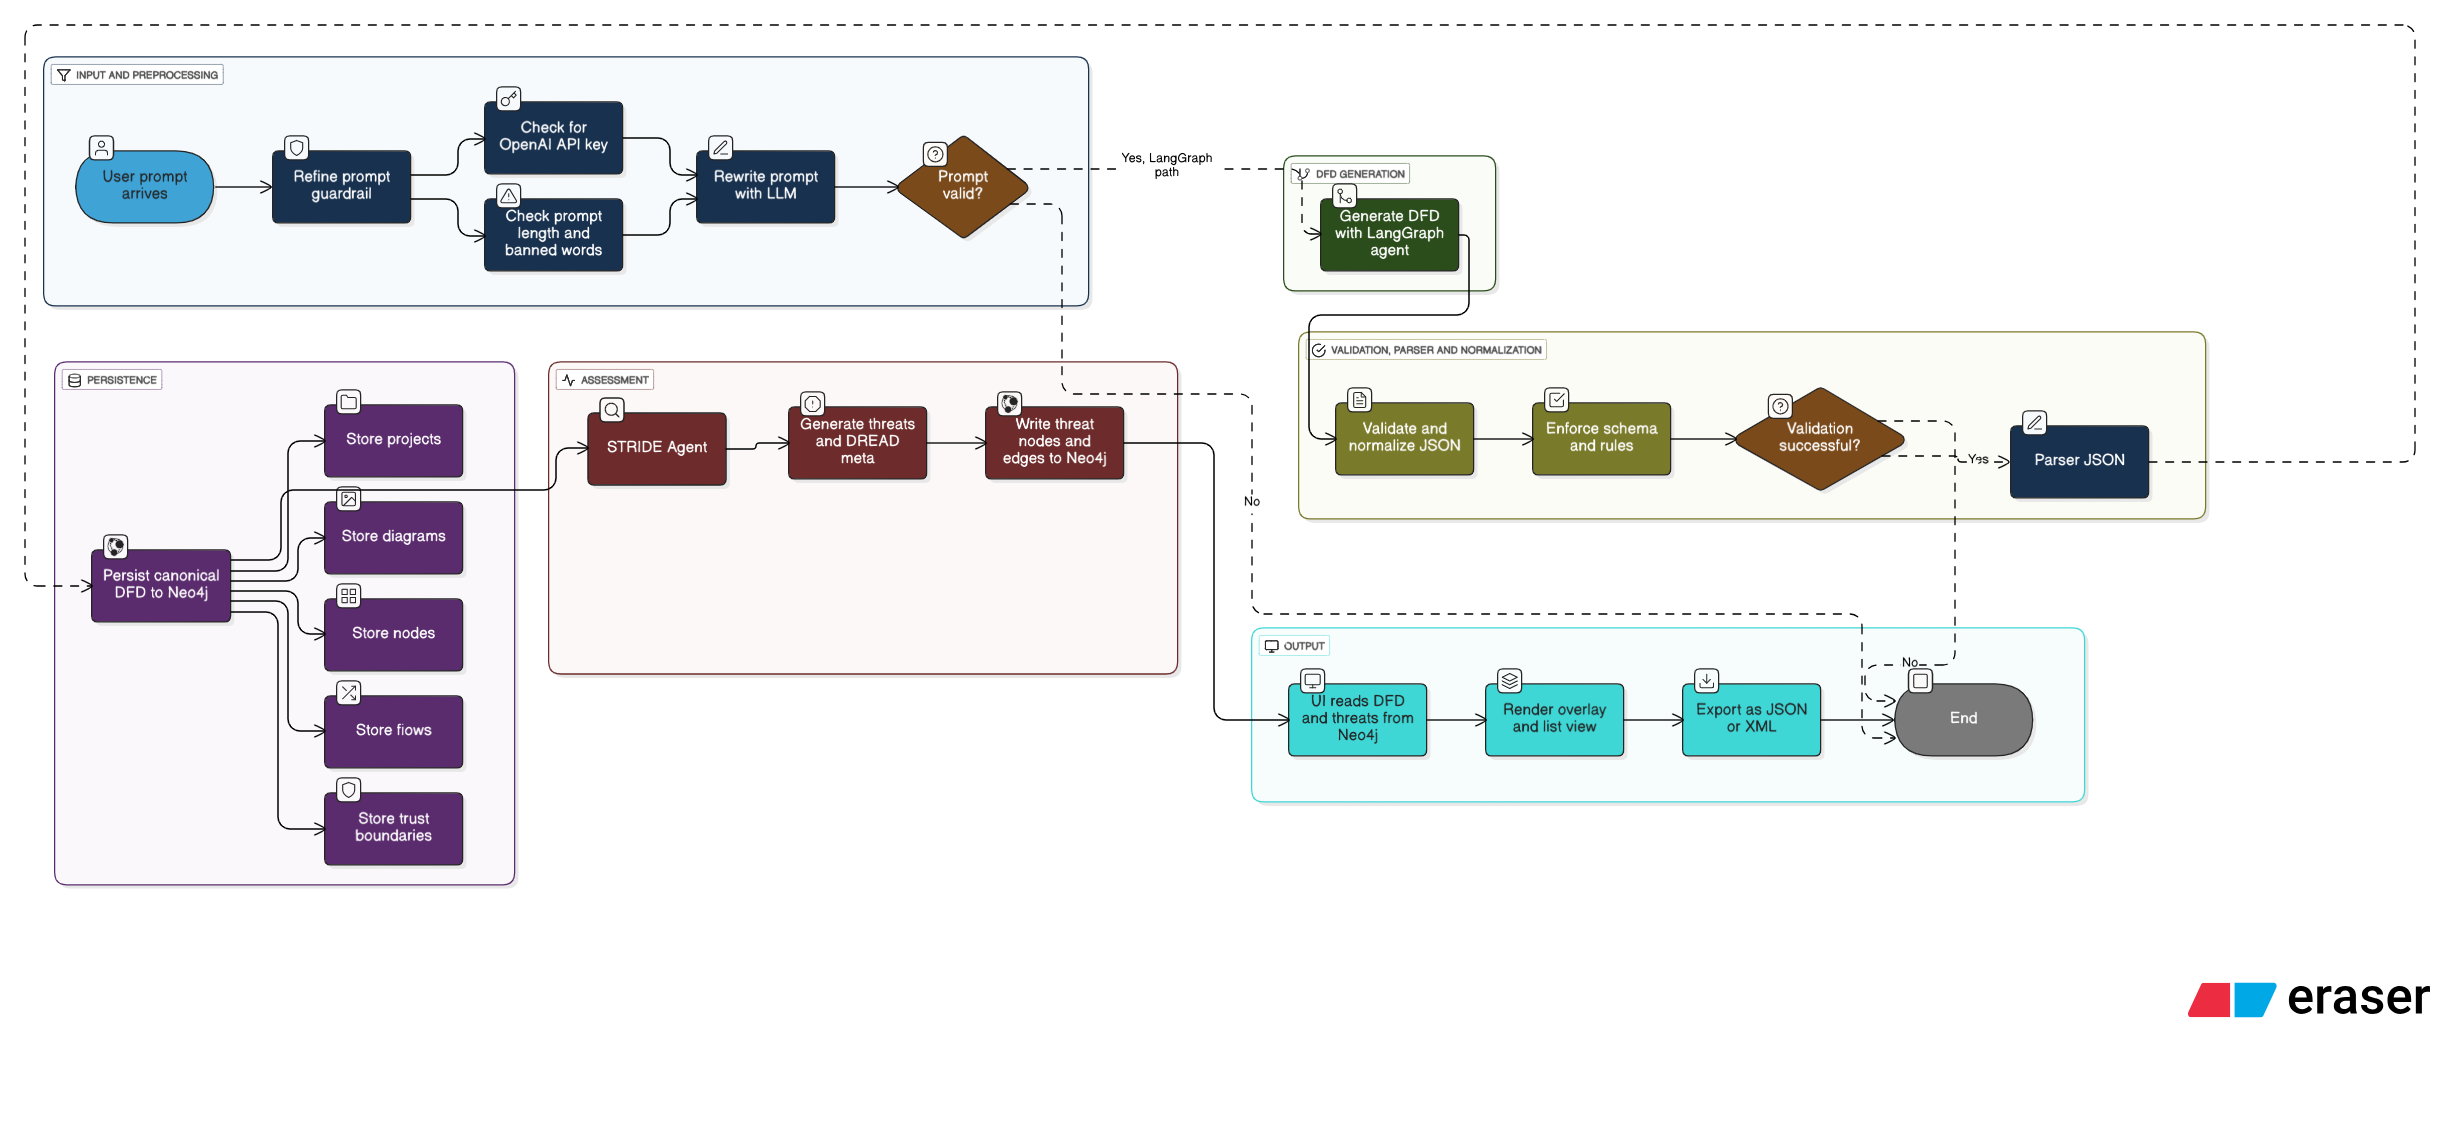 INPUT AND PREPROCESSING
User prompt
arrives
Refine prompt
guardrail
Check for
OpenAI API key
Check prompt
length and
banned words
Rewrite prompt
with LLM
Prompt
valid?
Yes, LangGraph
path
No
DFD GENERATION
Generate DFD
with LangGraph
agent
VALIDATION, PARSER AND NORMALIZATION
Validate and
normalize JSON
Enforce schema
and rules
Validation
successful?
Yes
Parser JSON
No
PERSISTENCE
Persist canonical
DFD to Neo4j
Store projects
Store diagrams
Store nodes
Store flows
Store trust
boundaries
ASSESSMENT
STRIDE Agent
Generate threats
and DREAD
meta
Write threat
nodes and
edges to Neo4j
OUTPUT
UI reads DFD
and threats from
Neo4j
Render overlay
and list view
Export as JSON
or XML
End
eraser